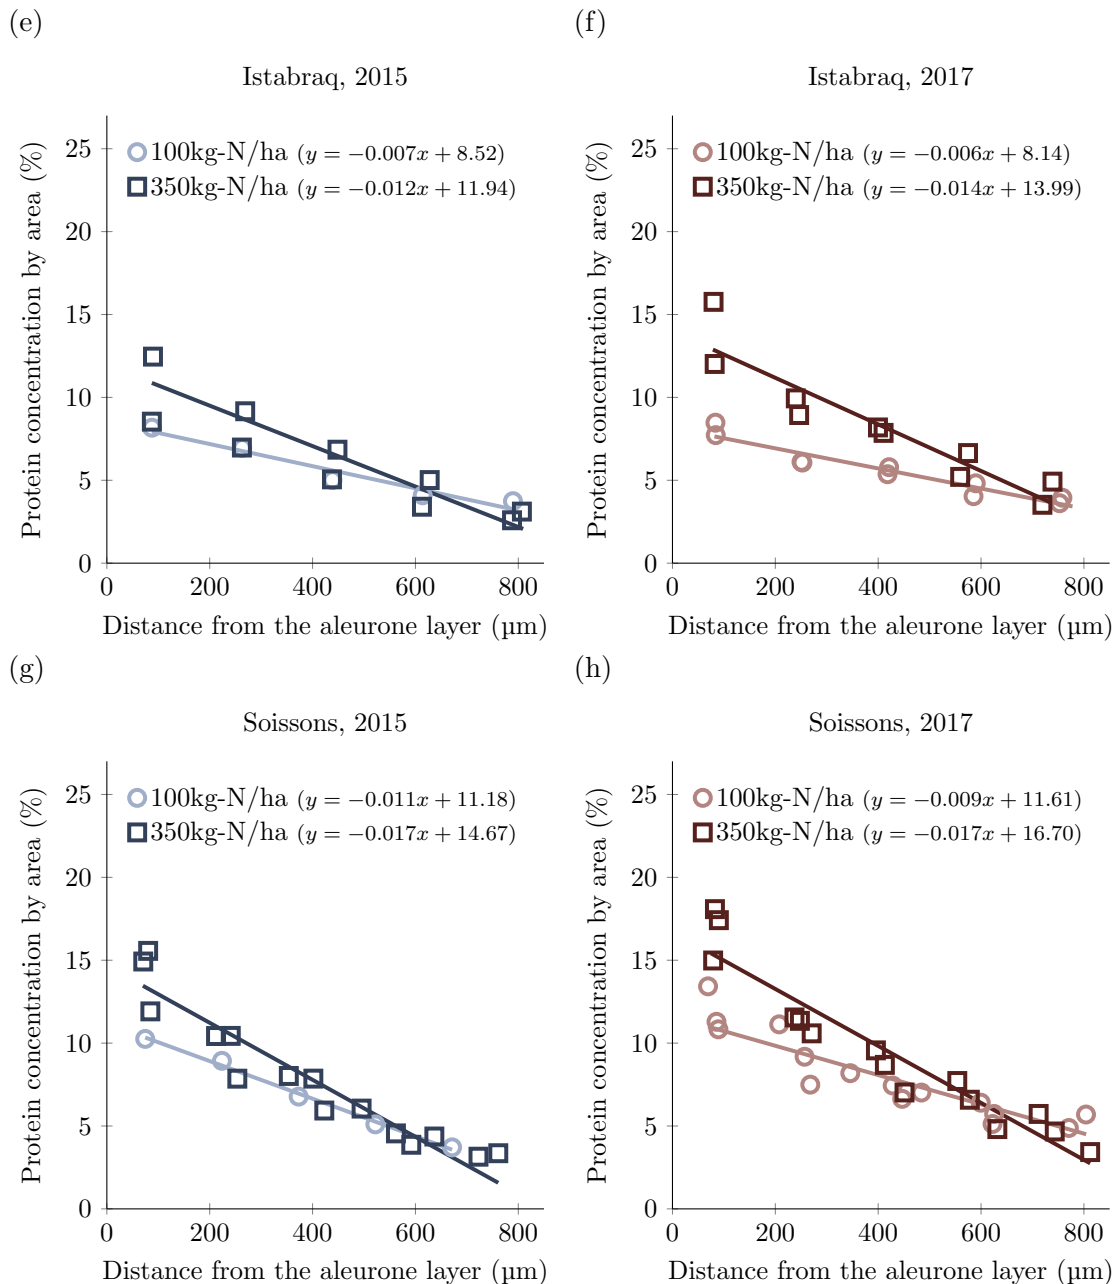 (e)
Istabraq, 2015
Protein concentration by area (%)
25
20
15
10
5
0
100kg-N/ha (y = −0.007x + 8.52)
350kg-N/ha (y = −0.012x + 11.94)
0 200 400 600 800
Distance from the aleurone layer (µm)
(f)
Istabraq, 2017
Protein concentration by area (%)
25
20
15
10
5
0
100kg-N/ha (y = −0.006x + 8.14)
350kg-N/ha (y = −0.014x + 13.99)
0 200 400 600 800
Distance from the aleurone layer (µm)
(g)
Soissons, 2015
Protein concentration by area (%)
25
20
15
10
5
0
100kg-N/ha (y = −0.011x + 11.18)
350kg-N/ha (y = −0.017x + 14.67)
0 200 400 600 800
Distance from the aleurone layer (µm)
(h)
Soissons, 2017
Protein concentration by area (%)
25
20
15
10
5
0
100kg-N/ha (y = −0.009x + 11.61)
350kg-N/ha (y = −0.017x + 16.70)
0 200 400 600 800
Distance from the aleurone layer (µm)